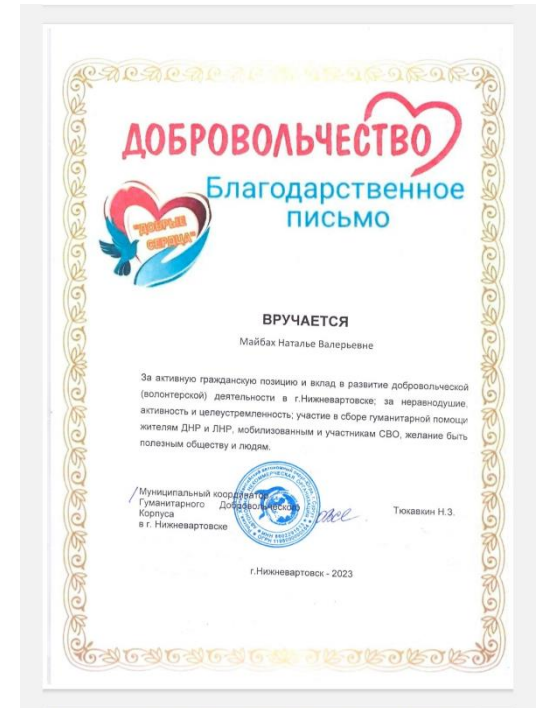 ДОБРОВОЛЬЧЕСТВО
Благодарственное
письмо
"ДОБРЫЕ
СЕРДЦА"
ВРУЧАЕТСЯ
Майбах Наталье Валерьевне
За активную гражданскую позицию и вклад в развитие добровольческой
(волонтерской) деятельности в г.Нижневартовске; за неравнодушие,
активность и целеустремленность; участие в сборе гуманитарной помощи
жителям ДНР и ЛНР, мобилизованным и участникам СВО, желание быть
полезным обществу и людям.
Муниципальный координатор
Гуманитарного Добровольческого
Корпуса
в г. Нижневартовске
Тюкавкин Н.З.
г.Нижневартовск - 2023